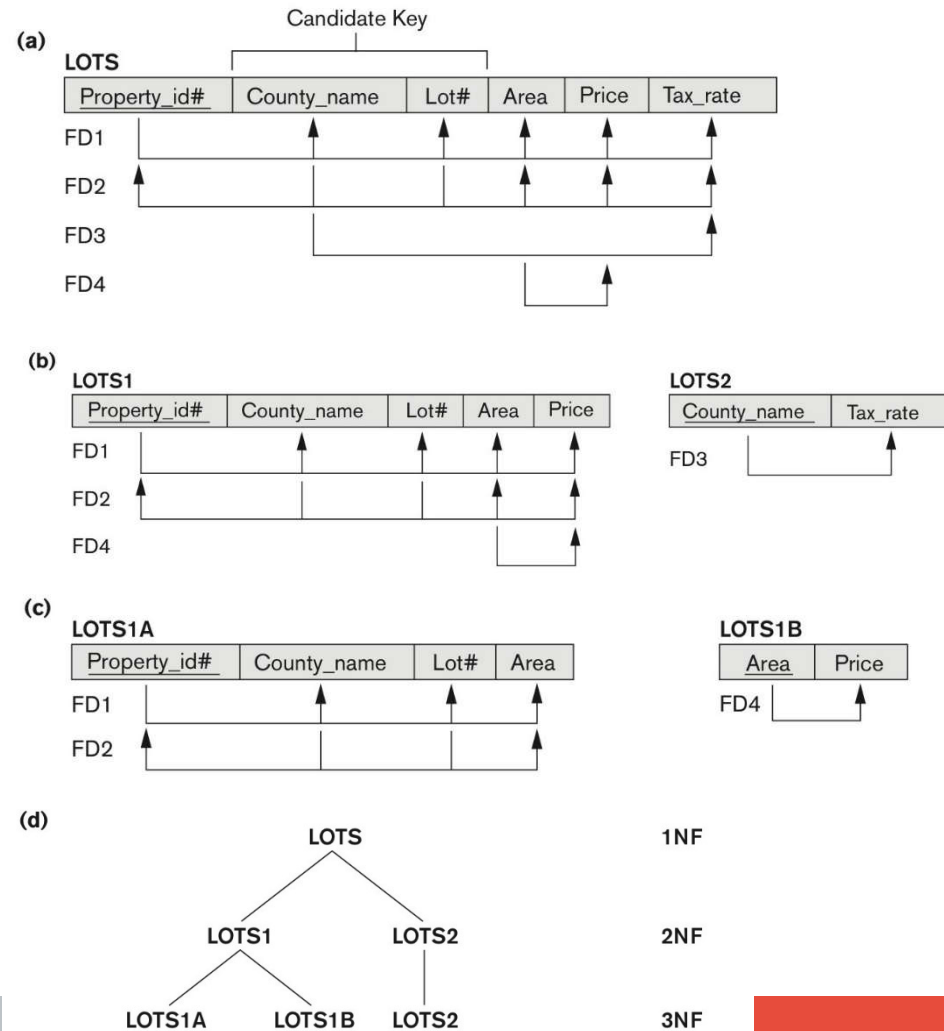 Candidate Key
(a)
LOTS
Property_id# County_name Lot# Area Price Tax_rate
FD1
FD2
FD3
FD4
(b)
LOTS1 LOTS2
Property_id# County_name Lot# Area Price County_name Tax_rate
FD1
FD3
FD2
FD4
(c)
LOTS1A LOTS1B
Property_id# County_name Lot# Area Area Price
FD1 FD4
FD2
(d)
LOTS 1NF
LOTS1 LOTS2 2NF
LOTS1A LOTS1B LOTS2 3NF